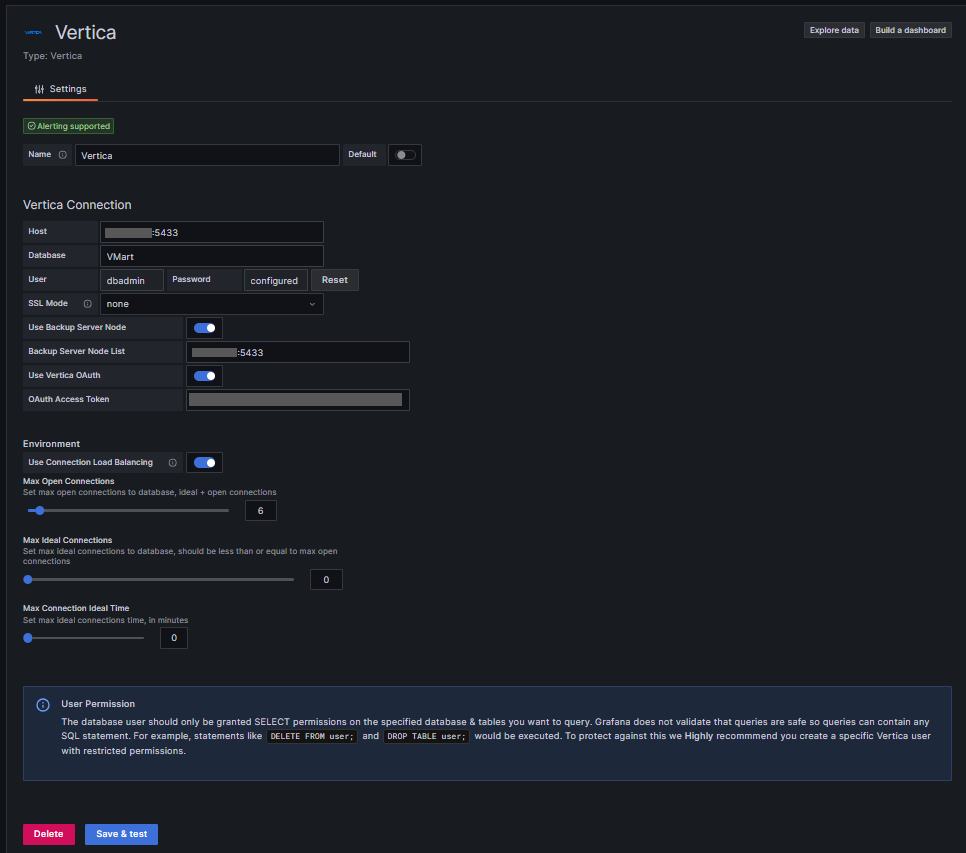 VERTICA Vertica Explore data Build a dashboard
Type: Vertica
Settings
Alerting supported
Name Vertica Default
Vertica Connection
Host :5433
Database VMart
User dbadmin Password configured Reset
SSL Mode none
Use Backup Server Node
Backup Server Node List :5433
Use Vertica OAuth
OAuth Access Token
Environment
Use Connection Load Balancing
Max Open Connections
Set max open connections to database, ideal + open connections
6
Max Ideal Connections
Set max ideal connections to database, should be less than or equal to max open
connections
0
Max Connection Ideal Time
Set max ideal connections time, in minutes
0
User Permission
The database user should only be granted SELECT permissions on the specified database & tables you want to query. Grafana does not validate that queries are safe so queries can contain any
SQL statement. For example, statements like DELETE FROM user; and DROP TABLE user; would be executed. To protect against this we Highly recommmend you create a specific Vertica user
with restricted permissions.
Delete Save & test